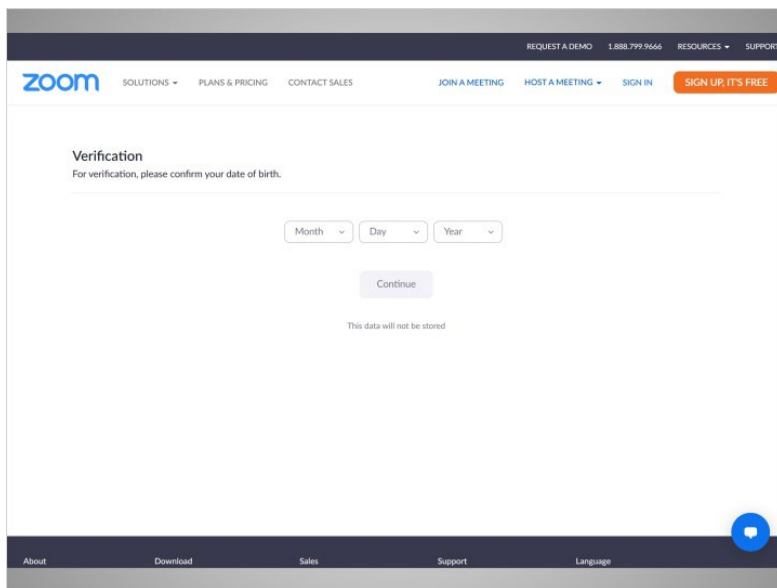 REQUEST A DEMO 1.888.799.9666 RESOURCES SUPPORT
zoom SOLUTIONS PLANS & PRICING CONTACT SALES JOIN A MEETING HOST A MEETING SIGN IN SIGN UP, IT'S FREE
Verification
For verification, please confirm your date of birth.
Month Day Year
Continue
This data will not be stored
About Download Sales Support Language